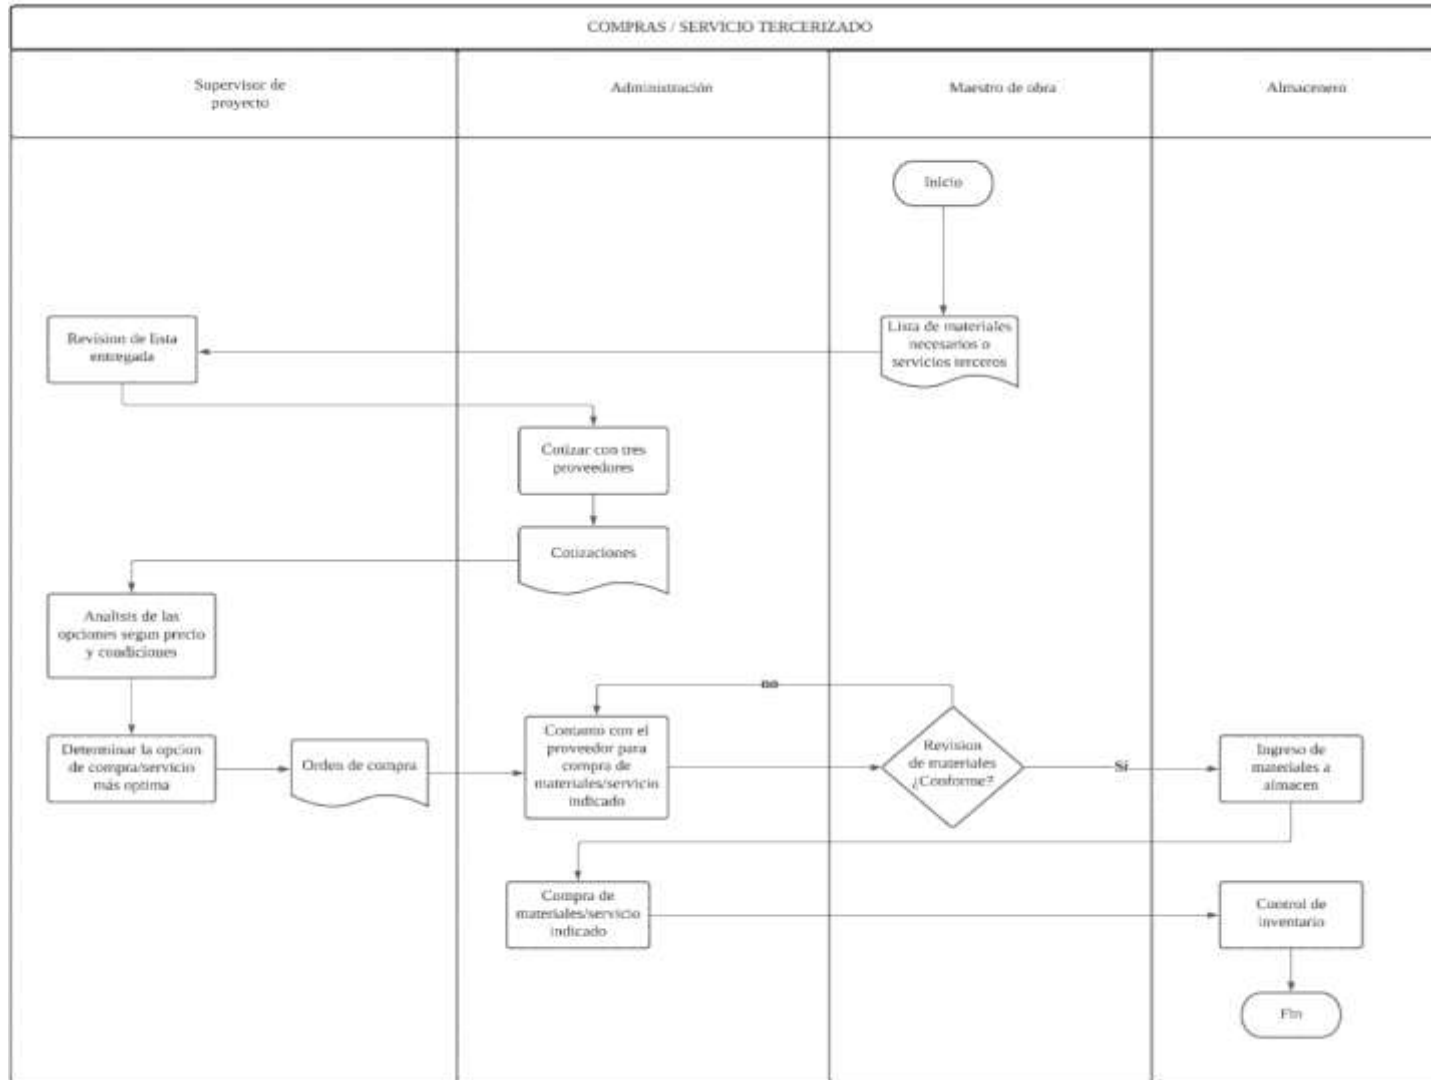 COMPRAS / SERVICIO TERCERIZADO
Supervisor de
proyecto
Administración
Maestro de obra
Almacenero
Inicio
Revision de lista
entregada
Lista de materiales
necesarios o
servicios terceros
Cotizar con tres
proveedores
Cotizaciones
Analisis de las
opciones segun precio
y condiciones
no
Determinar la opcion
de compra/servicio
más optima
Orden de compra
Contanto con el
proveedor para
compra de
materiales/servicio
indicado
Revision
de materiales
¿Conforme?
Sí
Ingreso de
materiales a
almacen
Compra de
materiales/servicio
indicado
Control de
inventario
Fin